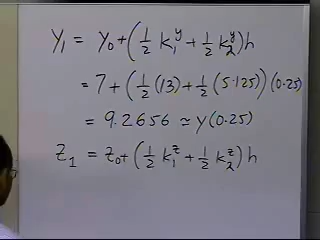 y₁ = y₀+(½ k₁ʸ + ½ k₂ʸ)h
= 7+(½ (13) + ½ (5·125))(0.25)
= 9.2656 ≃ y(0.25)
z₁ = z₀+(½ k₁ᶻ + ½ k₂ᶻ)h